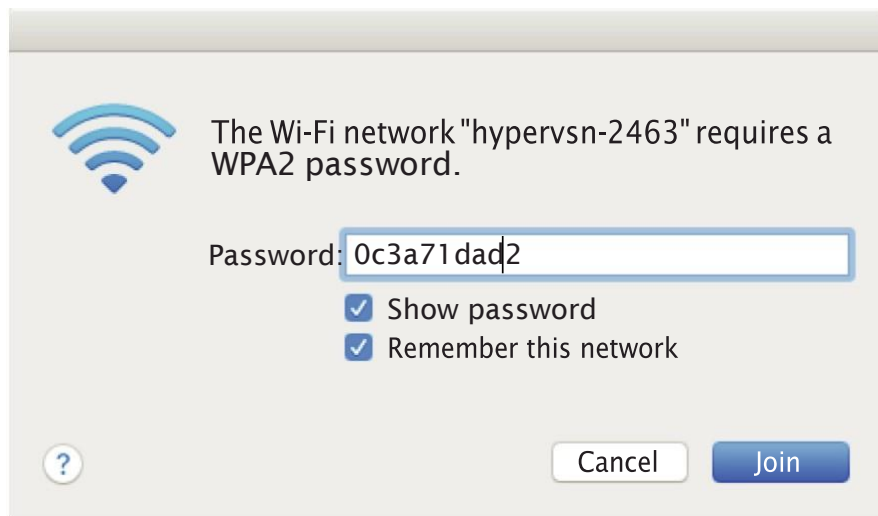 The Wi-Fi network "hypervsn-2463" requires a
WPA2 password.
Password: 0c3a71dad2
Show password
Remember this network
? Cancel Join